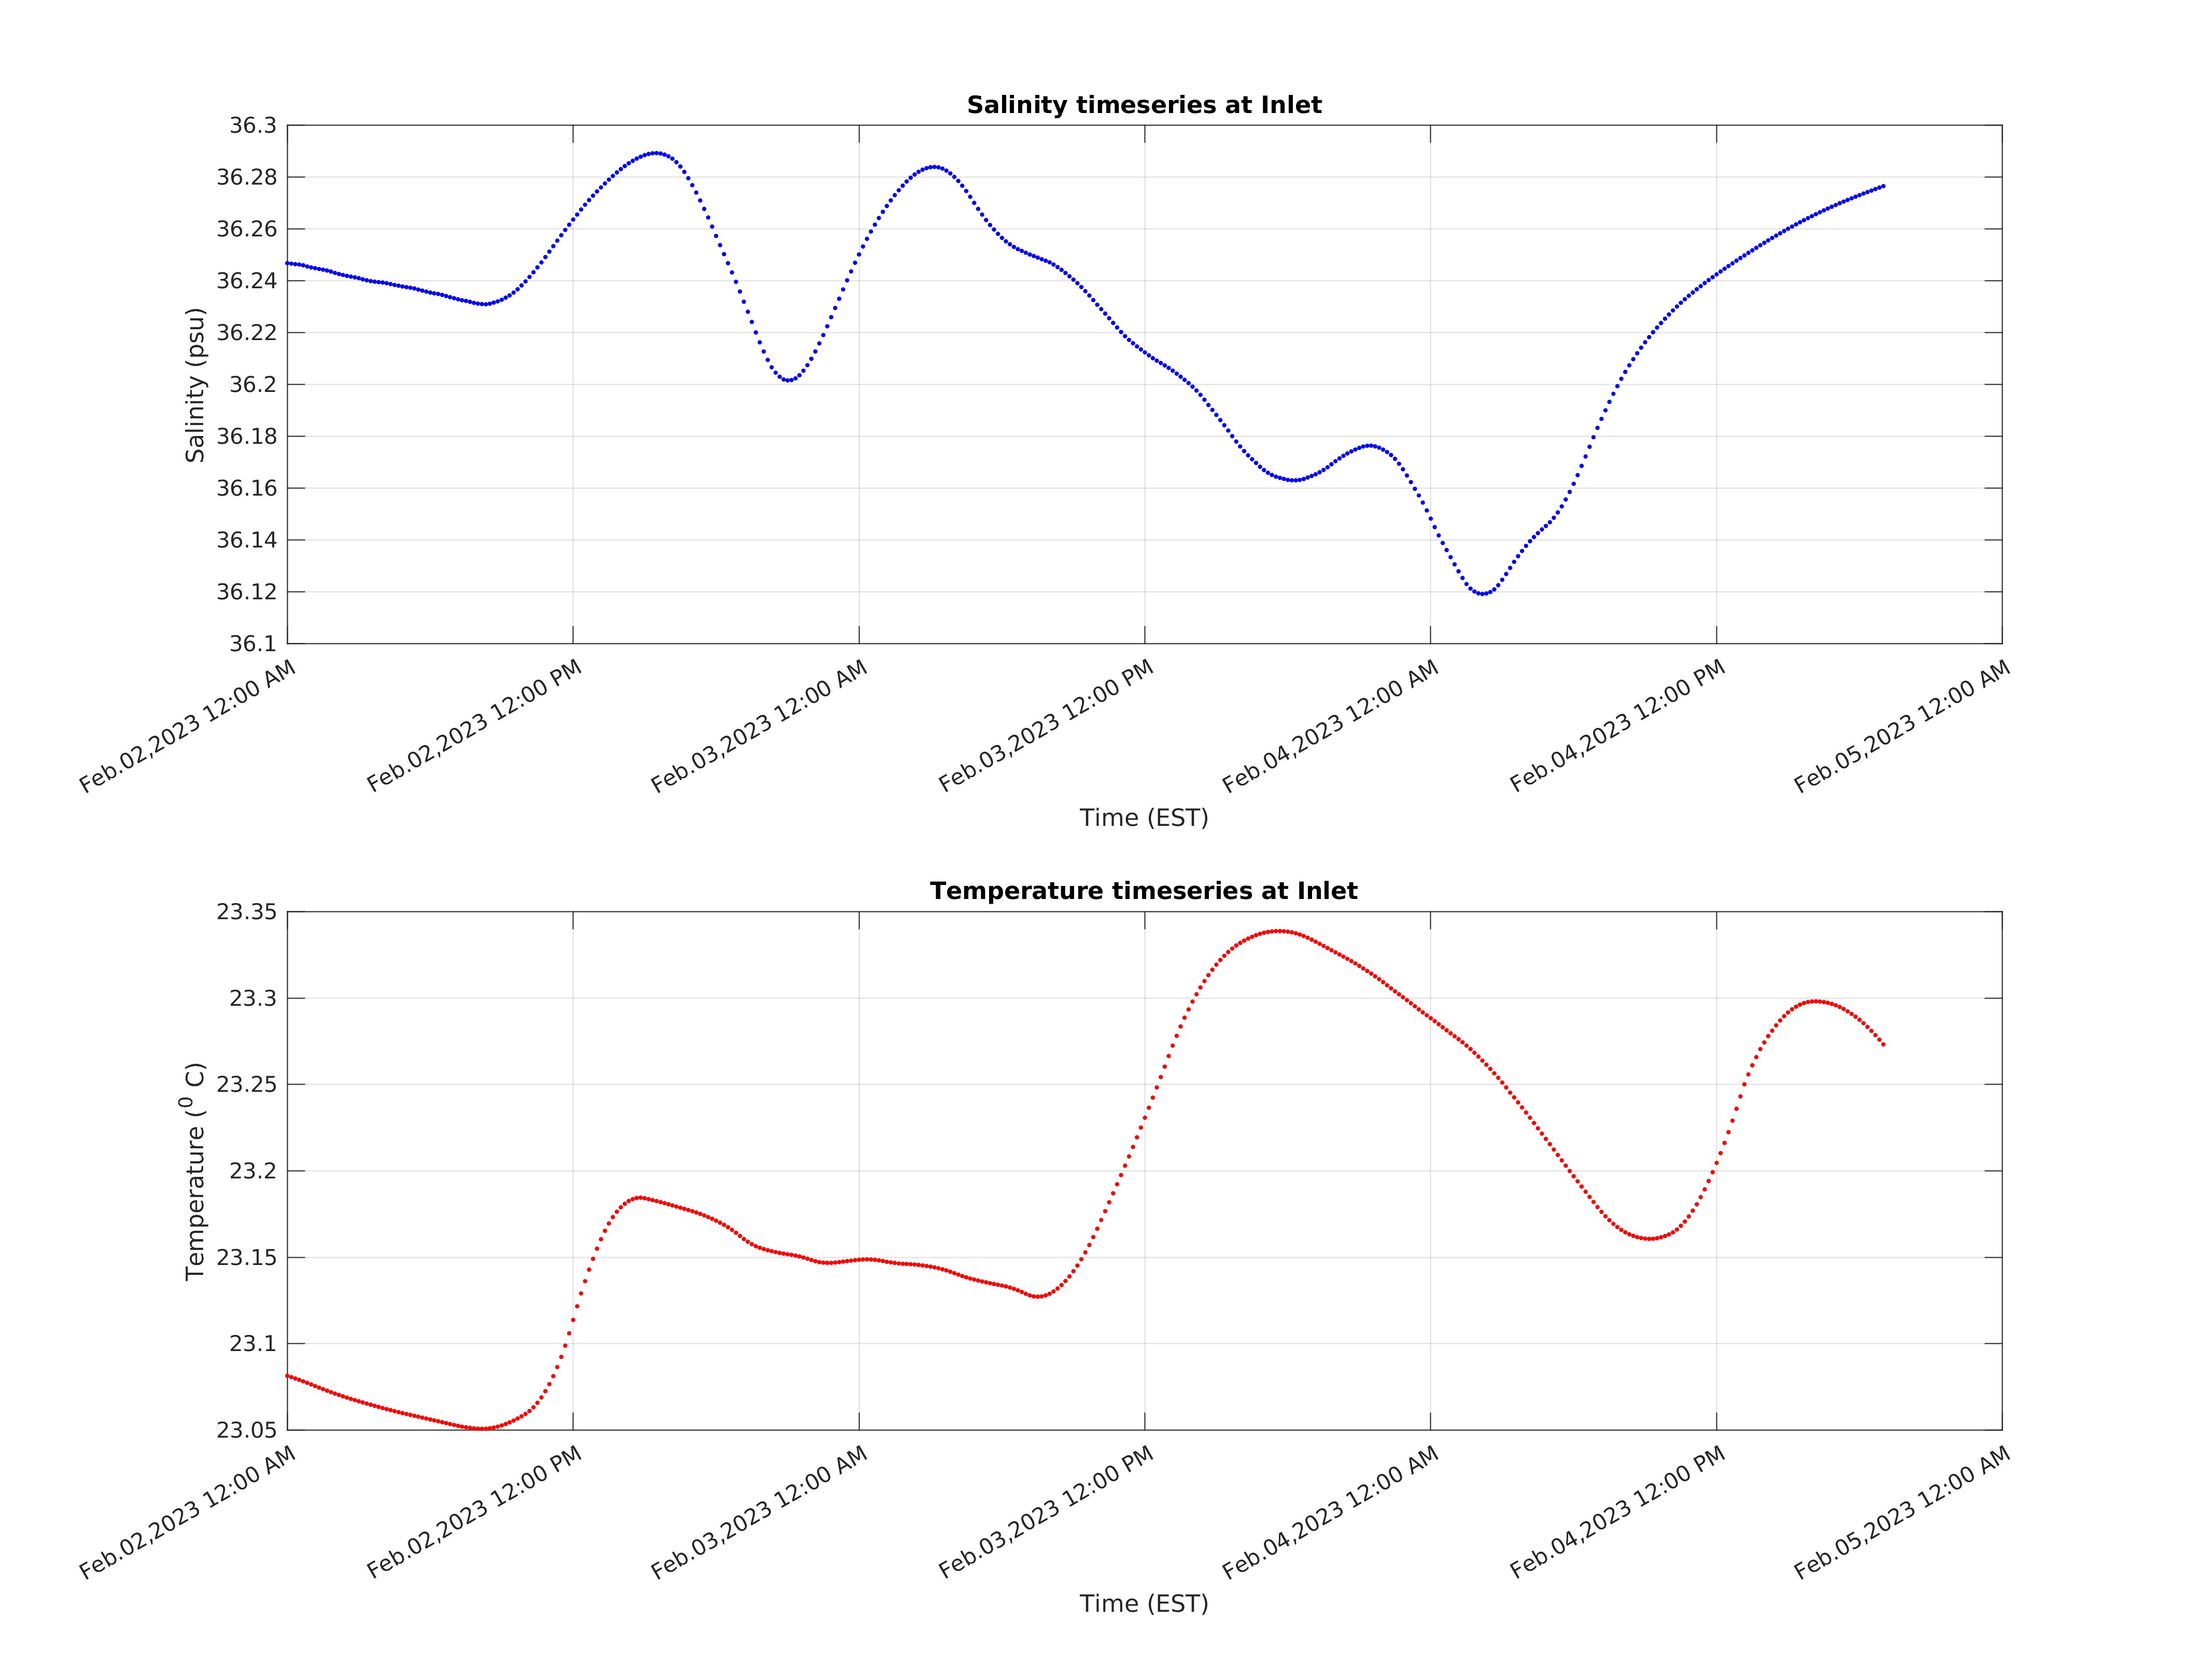 Salinity timeseries at Inlet
36.3
36.28
36.26
36.24
36.22
36.2
36.18
36.16
36.14
36.12
36.1
Salinity (psu)
Feb.02,2023 12:00 AM
Feb.02,2023 12:00 PM
Feb.03,2023 12:00 AM
Feb.03,2023 12:00 PM
Feb.04,2023 12:00 AM
Feb.04,2023 12:00 PM
Feb.05,2023 12:00 AM
Time (EST)
Temperature timeseries at Inlet
23.35
23.3
23.25
23.2
23.15
23.1
23.05
Temperature (⁰ C)
Feb.02,2023 12:00 AM
Feb.02,2023 12:00 PM
Feb.03,2023 12:00 AM
Feb.03,2023 12:00 PM
Feb.04,2023 12:00 AM
Feb.04,2023 12:00 PM
Feb.05,2023 12:00 AM
Time (EST)